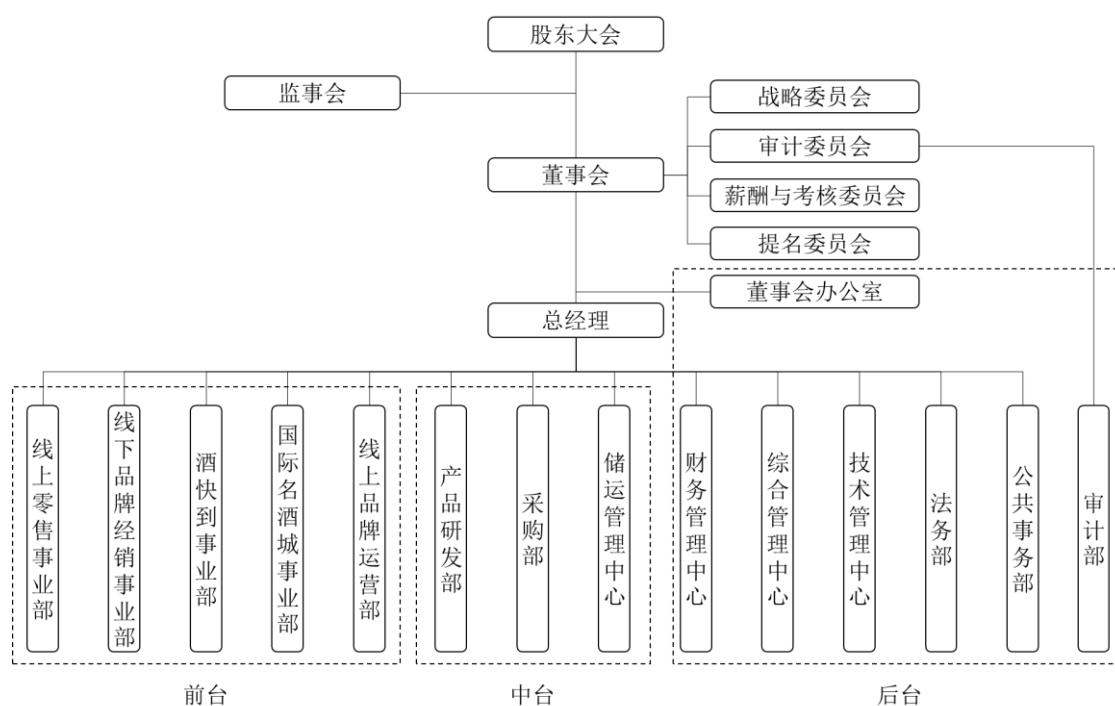 股东大会
监事会
战略委员会
审计委员会
董事会
薪酬与考核委员会
提名委员会
董事会办公室
总经理
线上零售事业部
线下品牌经销事业部
酒快到事业部
国际名酒城事业部
线上品牌运营部
产品研发部
采购部
储运管理中心
财务管理中心
综合管理中心
技术管理中心
法务部
公共事务部
审计部
前台
中台
后台